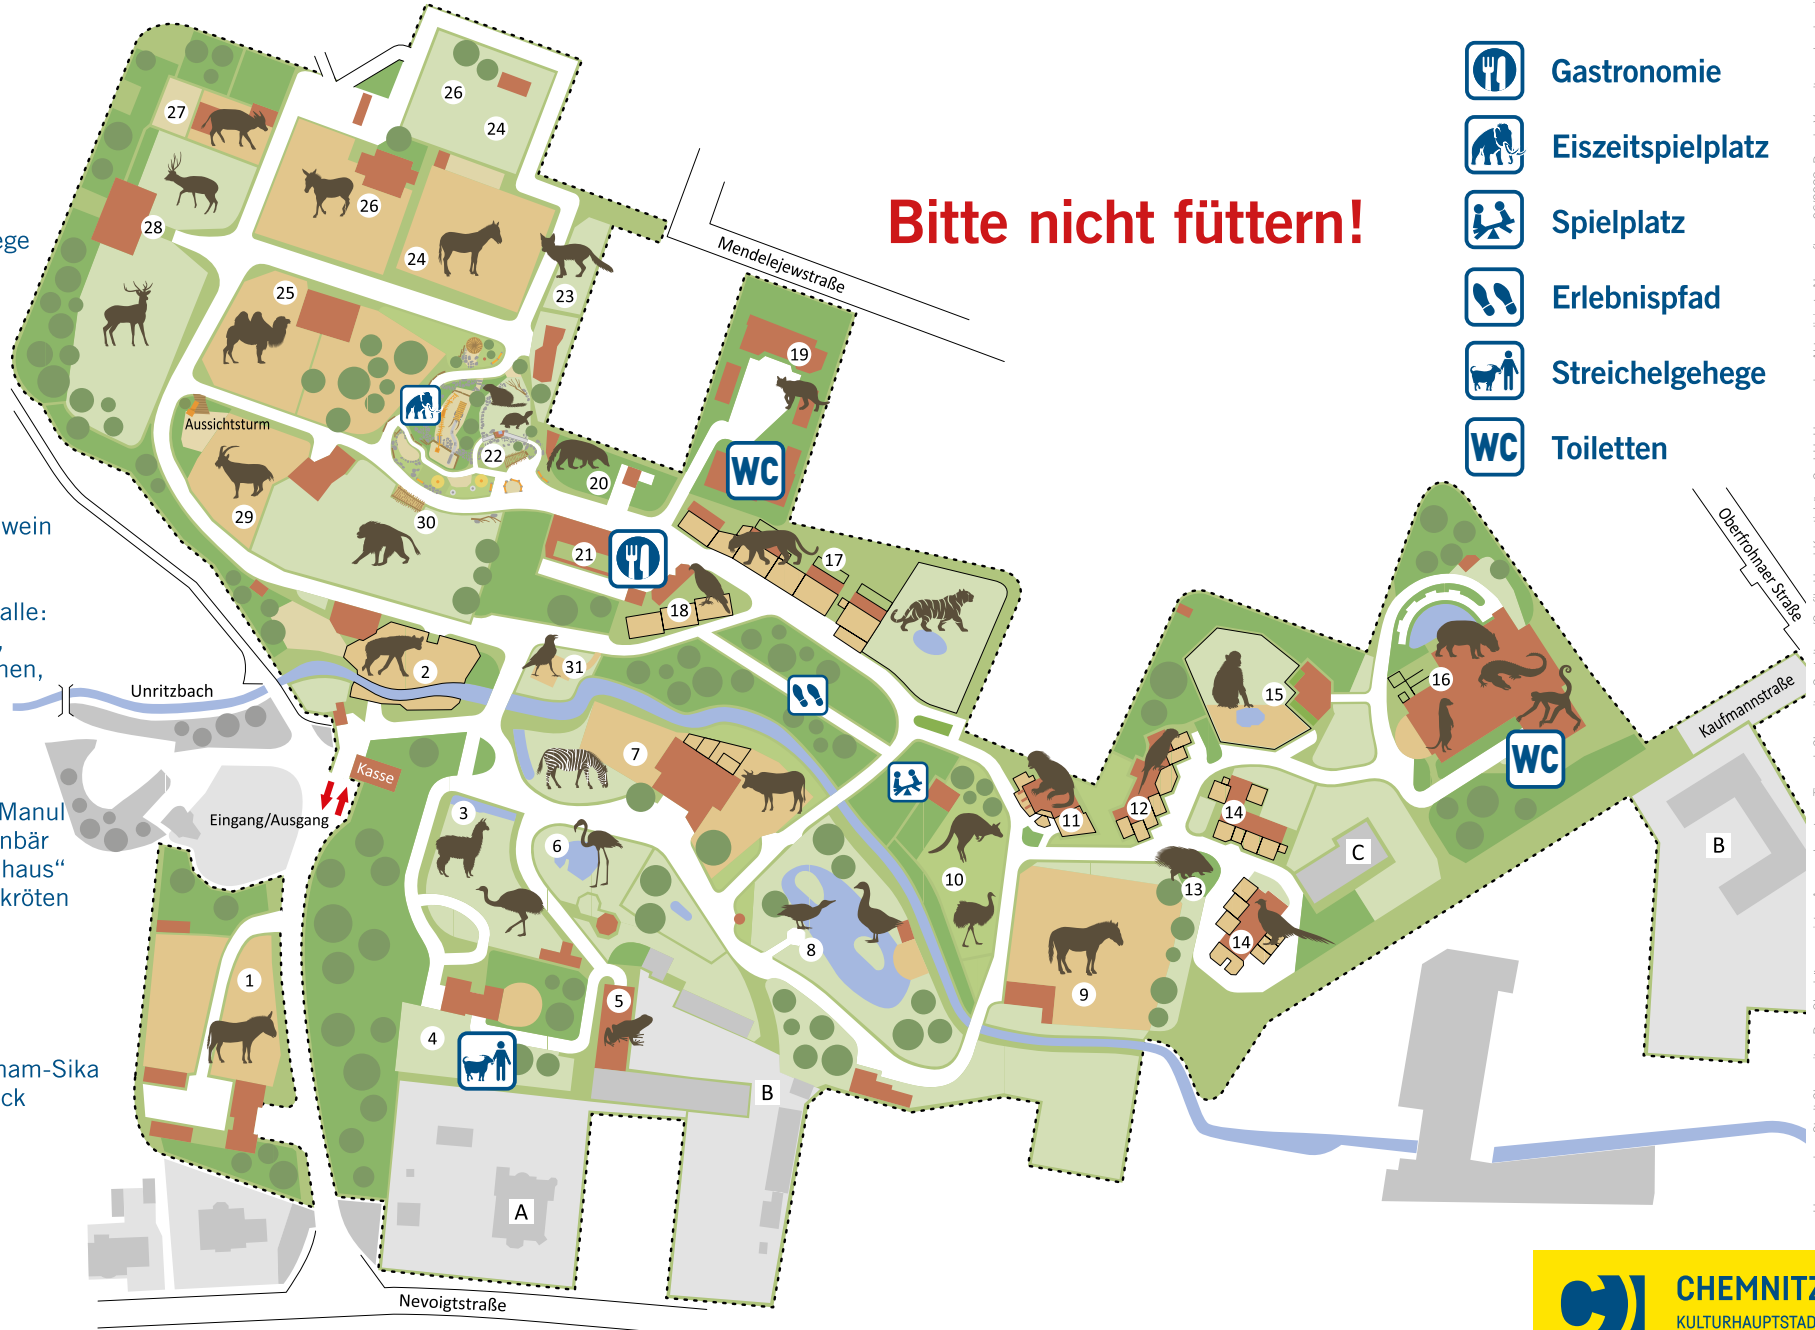 Gastronomie
Eiszeitspielplatz
Spielplatz
Erlebnispfad
Streichelgehege
WC Toiletten
Bitte nicht füttern!
Mendelejewstraße
Oberfrohnaer Straße
Kaufmannstraße
Unritzbach
Nevoigtstraße
Aussichtsturm
Kasse
Eingang/Ausgang
WC
WC
ege
wein
alle:
,
nen,
Manul
nbär
haus“
kröten
nam-Sika
ck
26
24
27
26
28
24
23
25
19
22
20
29
30
21
17
18
2
31
15
16
7
3
6
11
12
14
C
B
10
13
8
14
1
5
9
4
B
A
CHEMNITZ
KULTURHAUPTSTAD